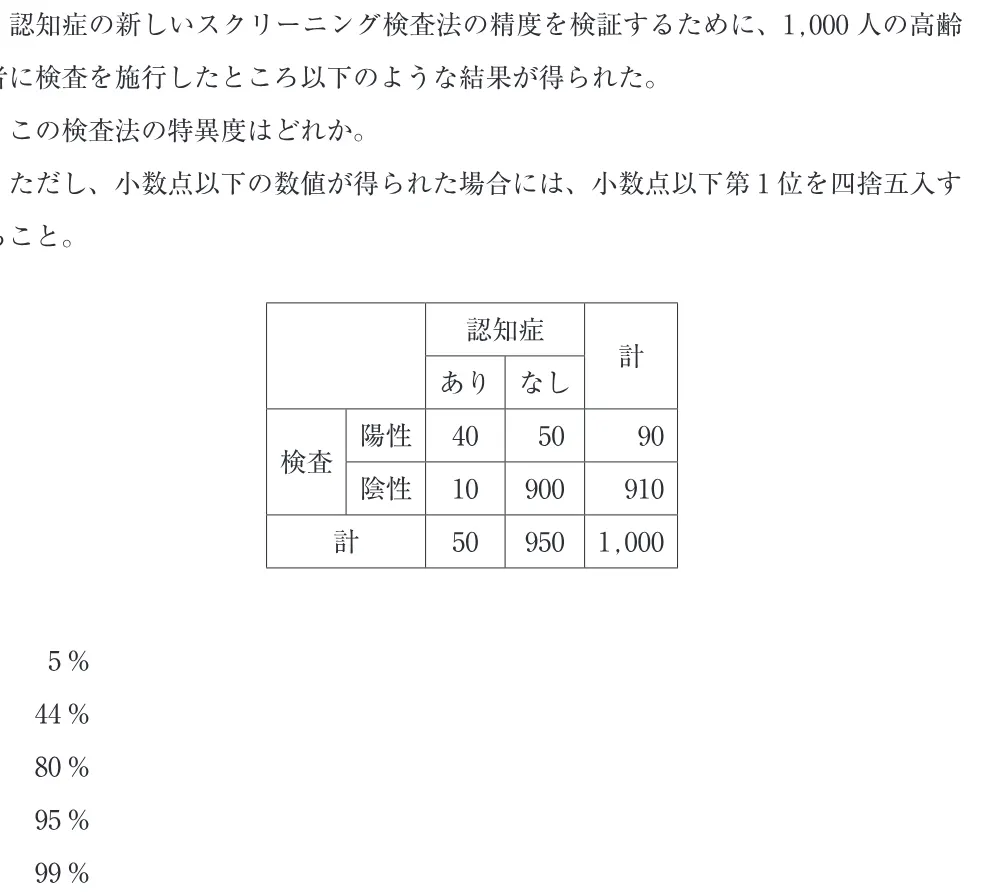 認知症の新しいスクリーニング検査法の精度を検証するために、1,000 人の高齢
者に検査を施行したところ以下のような結果が得られた。
この検査法の特異度はどれか。
ただし、小数点以下の数値が得られた場合には、小数点以下第 1 位を四捨五入す
ること。
認知症 計
あり なし
検査 陽性 40 50 90
陰性 10 900 910
計 50 950 1,000
5 %
44 %
80 %
95 %
99 %